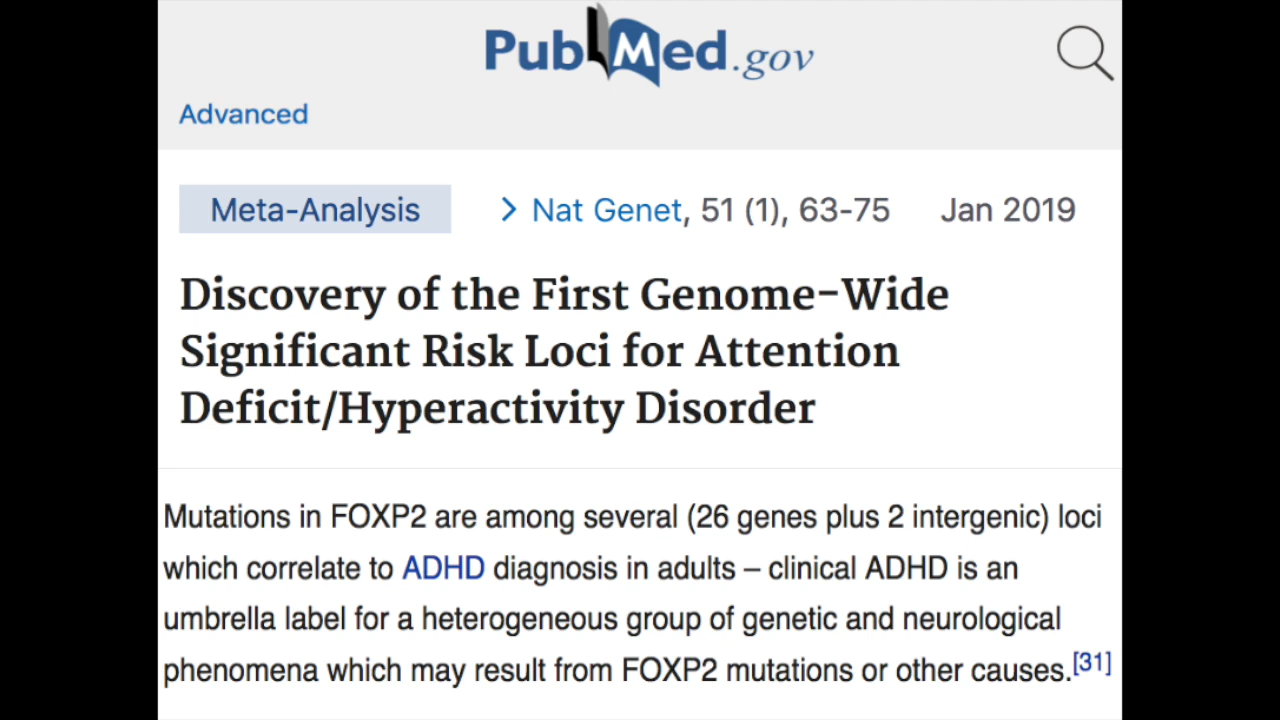 PubMed.gov
Advanced
Meta-Analysis > Nat Genet, 51 (1), 63-75 Jan 2019
Discovery of the First Genome-Wide
Significant Risk Loci for Attention
Deficit/Hyperactivity Disorder
Mutations in FOXP2 are among several (26 genes plus 2 intergenic) loci
which correlate to ADHD diagnosis in adults – clinical ADHD is an
umbrella label for a heterogeneous group of genetic and neurological
phenomena which may result from FOXP2 mutations or other causes.[31]